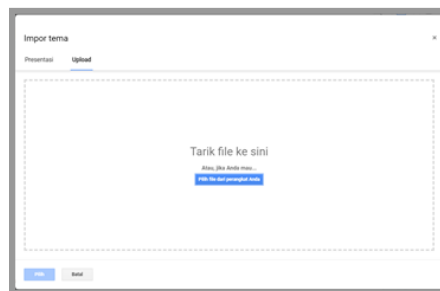 Impor tema
×
Presentasi Upload
Tarik file ke sini
Atau, jika Anda mau...
Pilih file dari perangkat Anda
Pilih Batal